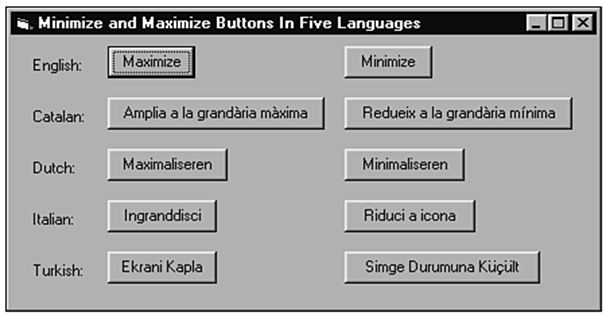 Minimize and Maximize Buttons In Five Languages
English: Maximize Minimize
Catalan: Amplia a la grandària màxima Redueix a la grandària mínima
Dutch: Maximaliseren Minimaliseren
Italian: Ingranddisci Riduci a icona
Turkish: Ekrani Kapla Simge Durumuna Küçült